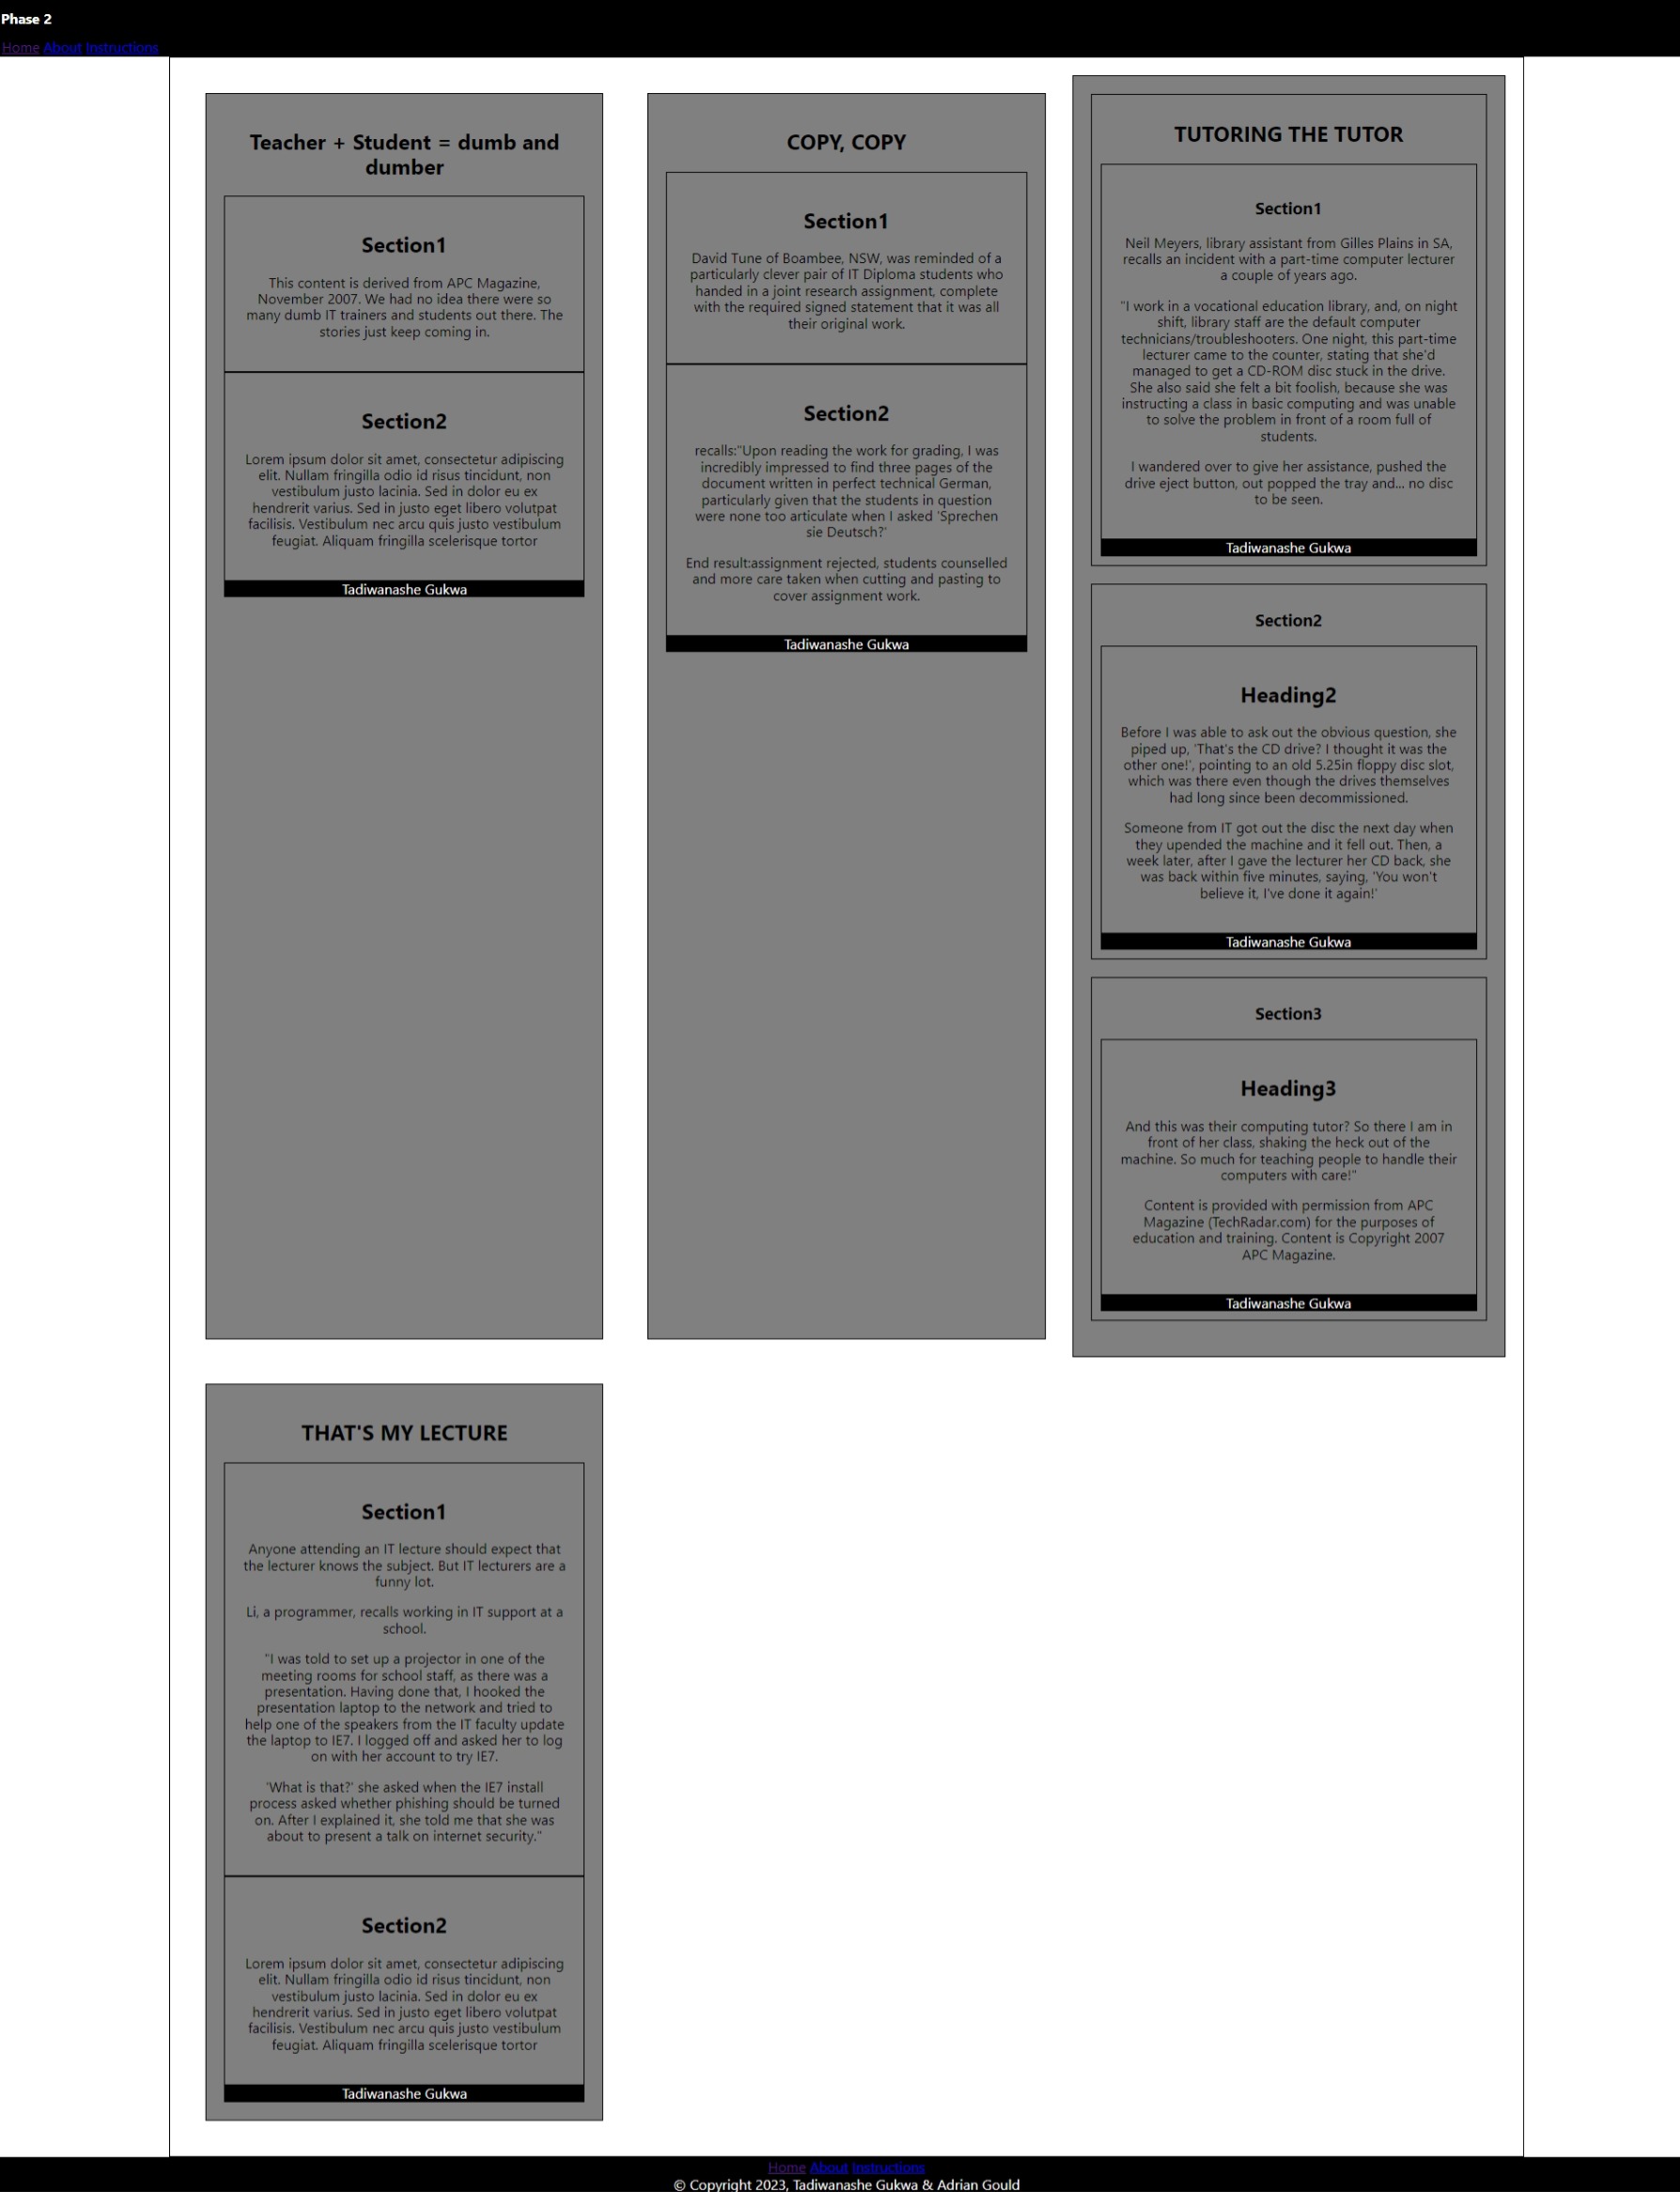 Phase 2
Home About Instructions
Teacher + Student = dumb and
dumber
Section1
This content is derived from APC Magazine,
November 2007. We had no idea there were so
many dumb IT trainers and students out there. The
stories just keep coming in.
Section2
Lorem ipsum dolor sit amet, consectetur adipiscing
elit. Nullam fringilla odio id risus tincidunt, non
vestibulum justo lacinia. Sed in dolor eu ex
hendrerit varius. Sed in justo eget libero volutpat
facilisis. Vestibulum nec arcu quis justo vestibulum
feugiat. Aliquam fringilla scelerisque tortor
Tadiwanashe Gukwa
COPY, COPY
Section1
David Tune of Boambee, NSW, was reminded of a
particularly clever pair of IT Diploma students who
handed in a joint research assignment, complete
with the required signed statement that it was all
their original work.
Section2
recalls:"Upon reading the work for grading, I was
incredibly impressed to find three pages of the
document written in perfect technical German,
particularly given that the students in question
were none too articulate when I asked 'Sprechen
sie Deutsch?'
End result:assignment rejected, students counselled
and more care taken when cutting and pasting to
cover assignment work.
Tadiwanashe Gukwa
TUTORING THE TUTOR
Section1
Neil Meyers, library assistant from Gilles Plains in SA,
recalls an incident with a part-time computer lecturer
a couple of years ago.
"I work in a vocational education library, and, on night
shift, library staff are the default computer
technicians/troubleshooters. One night, this part-time
lecturer came to the counter, stating that she'd
managed to get a CD-ROM disc stuck in the drive.
She also said she felt a bit foolish, because she was
instructing a class in basic computing and was unable
to solve the problem in front of a room full of
students.
I wandered over to give her assistance, pushed the
drive eject button, out popped the tray and... no disc
to be seen.
Tadiwanashe Gukwa
Section2
Heading2
Before I was able to ask out the obvious question, she
piped up, 'That's the CD drive? I thought it was the
other one!', pointing to an old 5.25in floppy disc slot,
which was there even though the drives themselves
had long since been decommissioned.
Someone from IT got out the disc the next day when
they upended the machine and it fell out. Then, a
week later, after I gave the lecturer her CD back, she
was back within five minutes, saying, 'You won't
believe it, I've done it again!'
Tadiwanashe Gukwa
Section3
Heading3
And this was their computing tutor? So there I am in
front of her class, shaking the heck out of the
machine. So much for teaching people to handle their
computers with care!"
Content is provided with permission from APC
Magazine (TechRadar.com) for the purposes of
education and training. Content is Copyright 2007
APC Magazine.
Tadiwanashe Gukwa
THAT'S MY LECTURE
Section1
Anyone attending an IT lecture should expect that
the lecturer knows the subject. But IT lecturers are a
funny lot.
Li, a programmer, recalls working in IT support at a
school.
"I was told to set up a projector in one of the
meeting rooms for school staff, as there was a
presentation. Having done that, I hooked the
presentation laptop to the network and tried to
help one of the speakers from the IT faculty update
the laptop to IE7. I logged off and asked her to log
on with her account to try IE7.
'What is that?' she asked when the IE7 install
process asked whether phishing should be turned
on. After I explained it, she told me that she was
about to present a talk on internet security."
Section2
Lorem ipsum dolor sit amet, consectetur adipiscing
elit. Nullam fringilla odio id risus tincidunt, non
vestibulum justo lacinia. Sed in dolor eu ex
hendrerit varius. Sed in justo eget libero volutpat
facilisis. Vestibulum nec arcu quis justo vestibulum
feugiat. Aliquam fringilla scelerisque tortor
Tadiwanashe Gukwa
Home About Instructions
© Copyright 2023, Tadiwanashe Gukwa & Adrian Gould